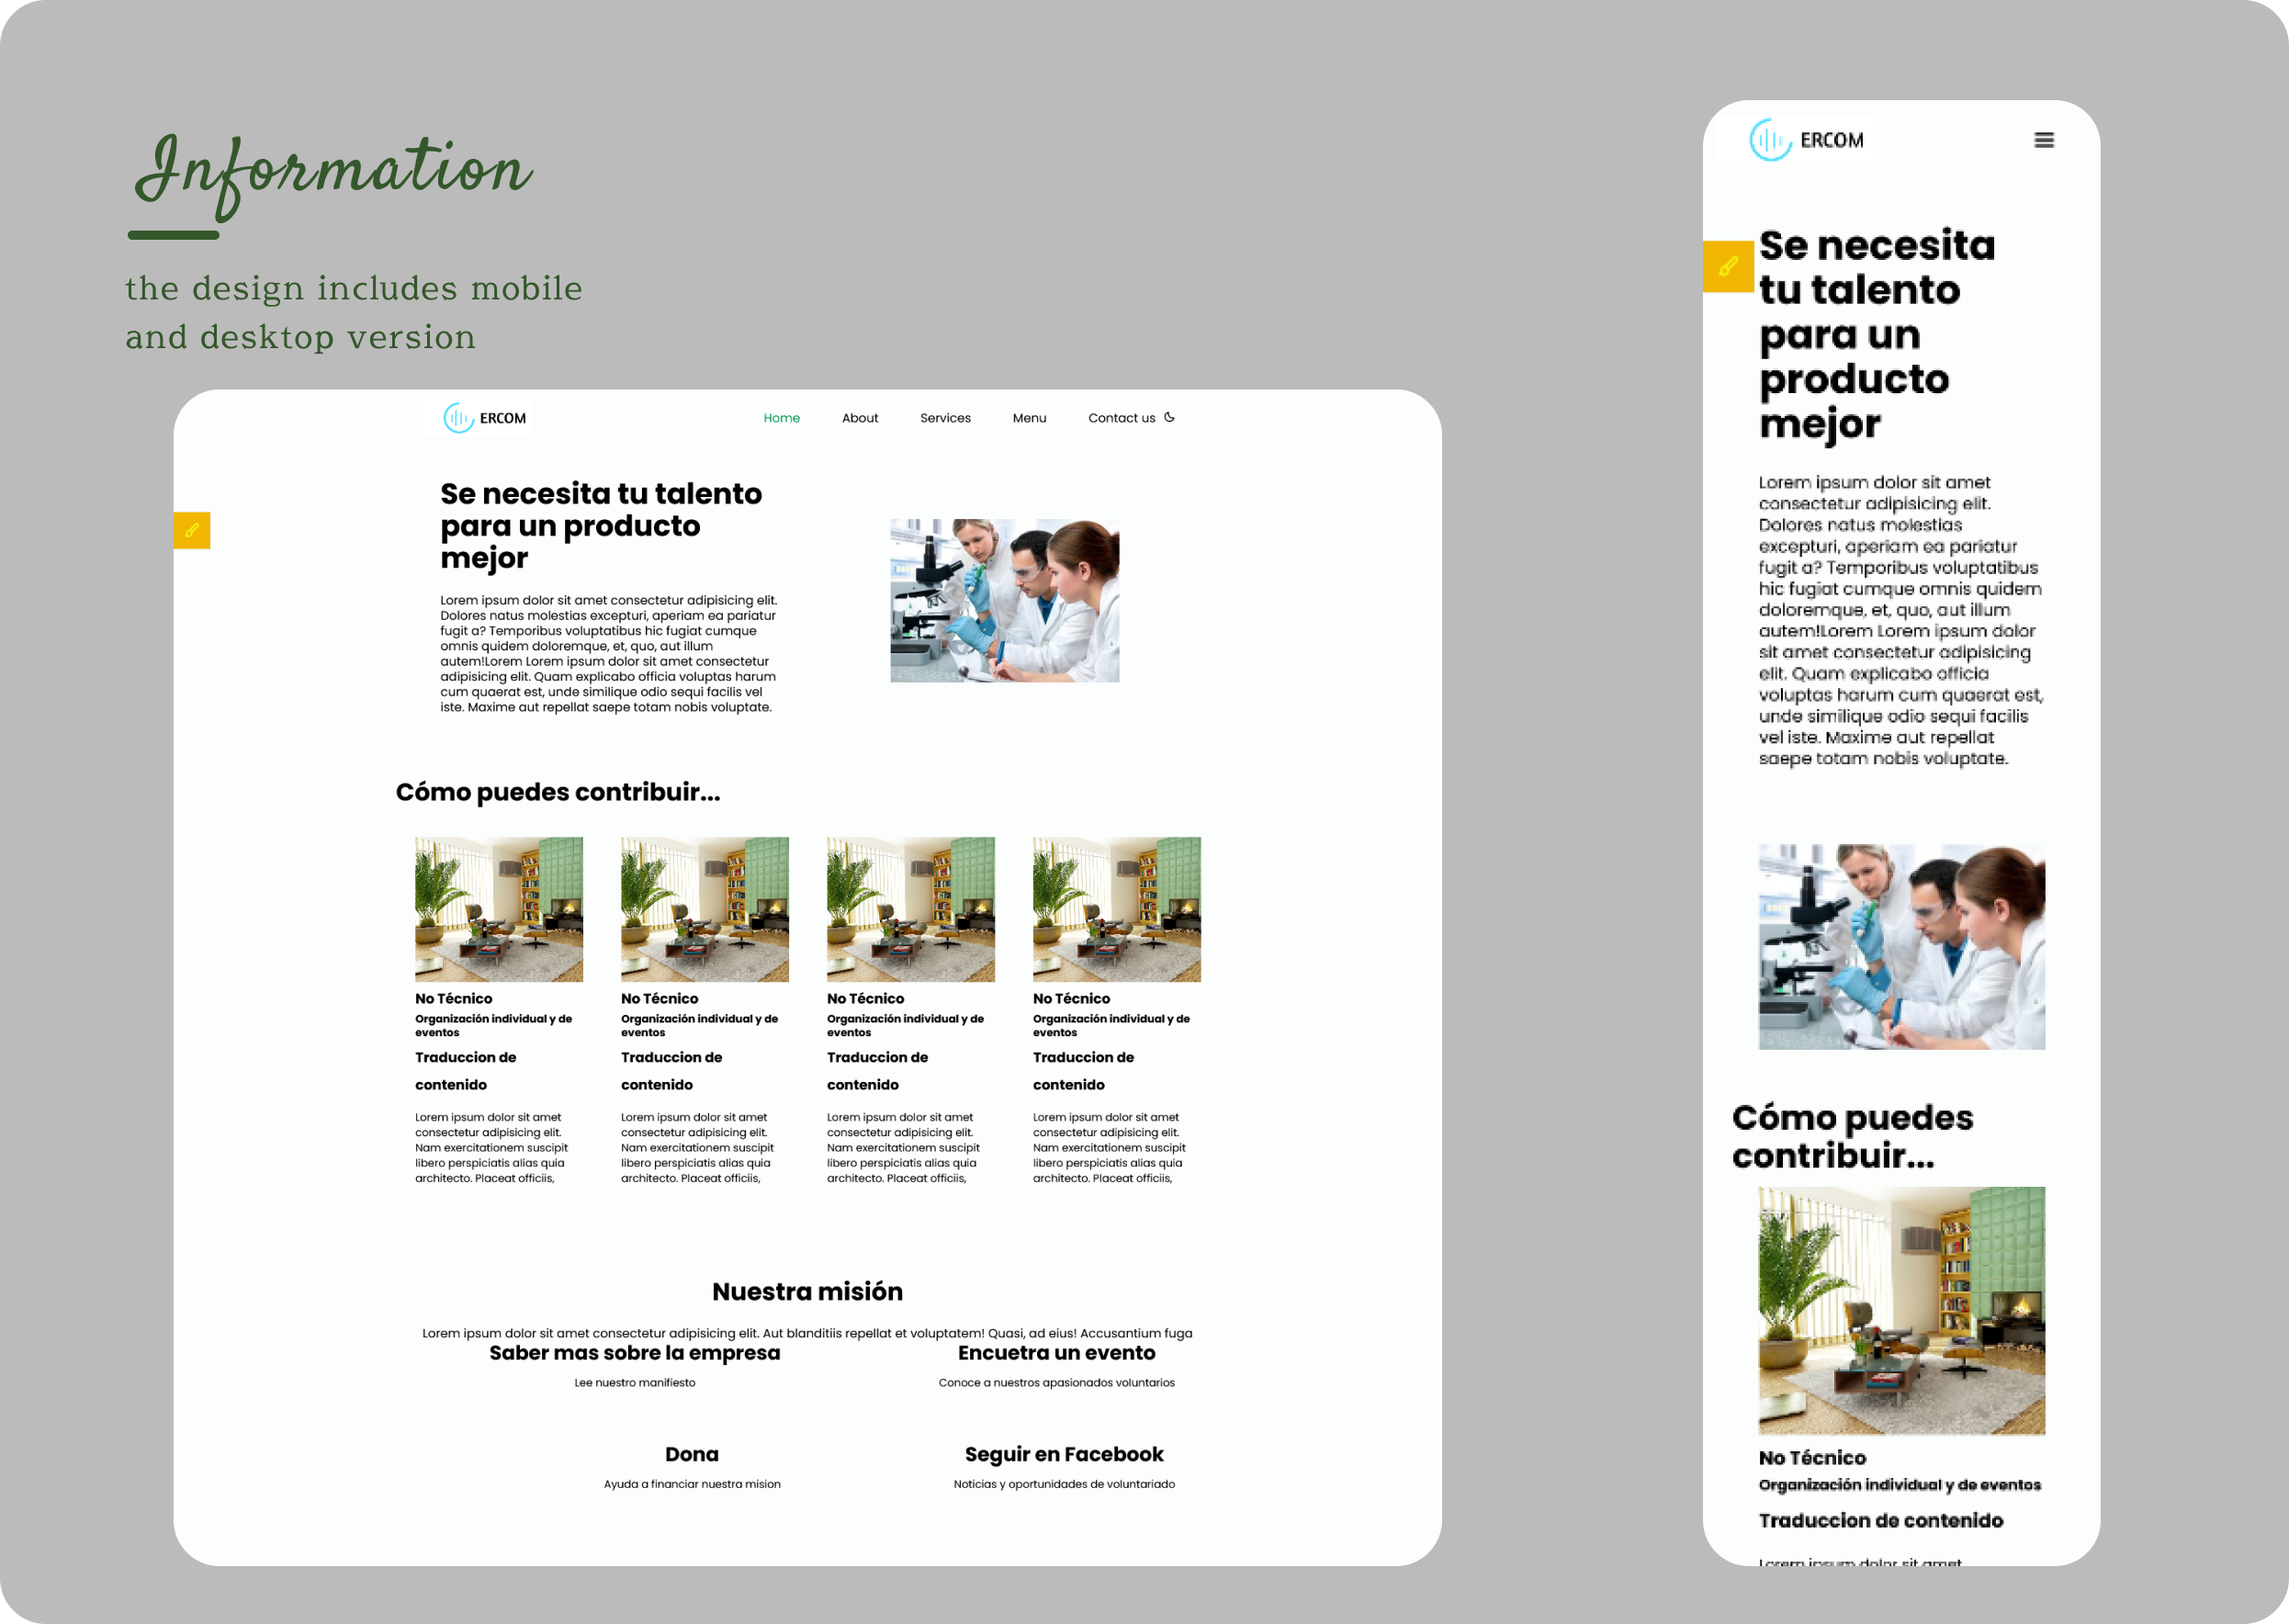 Information
the design includes mobile
and desktop version
ERCOM
Home About Services Menu Contact us
Se necesita tu talento
para un producto
mejor
Lorem ipsum dolor sit amet consectetur adipisicing elit.
Dolores natus molestias excepturi, aperiam ea pariatur
fugit a? Temporibus voluptatibus hic fugiat cumque
omnis quidem doloremque, et, quo, aut illum
autem!Lorem Lorem ipsum dolor sit amet consectetur
adipisicing elit. Quam explicabo officia voluptas harum
cum quaerat est, unde similique odio sequi facilis vel
iste. Maxime aut repellat saepe totam nobis voluptate.
Cómo puedes contribuir...
No Técnico
Organización individual y de
eventos
Traduccion de
contenido
Lorem ipsum dolor sit amet
consectetur adipisicing elit.
Nam exercitationem suscipit
libero perspiciatis alias quia
architecto. Placeat officiis,
No Técnico
Organización individual y de
eventos
Traduccion de
contenido
Lorem ipsum dolor sit amet
consectetur adipisicing elit.
Nam exercitationem suscipit
libero perspiciatis alias quia
architecto. Placeat officiis,
No Técnico
Organización individual y de
eventos
Traduccion de
contenido
Lorem ipsum dolor sit amet
consectetur adipisicing elit.
Nam exercitationem suscipit
libero perspiciatis alias quia
architecto. Placeat officiis,
No Técnico
Organización individual y de
eventos
Traduccion de
contenido
Lorem ipsum dolor sit amet
consectetur adipisicing elit.
Nam exercitationem suscipit
libero perspiciatis alias quia
architecto. Placeat officiis,
Nuestra misión
Lorem ipsum dolor sit amet consectetur adipisicing elit. Aut blanditiis repellat et voluptatem! Quasi, ad eius! Accusantium fuga
Saber mas sobre la empresa
Lee nuestro manifiesto
Encuetra un evento
Conoce a nuestros apasionados voluntarios
Dona
Ayuda a financiar nuestra mision
Seguir en Facebook
Noticias y oportunidades de voluntariado
ERCOM
Se necesita
tu talento
para un
producto
mejor
Lorem ipsum dolor sit amet
consectetur adipisicing elit.
Dolores natus molestias
excepturi, aperiam ea pariatur
fugit a? Temporibus voluptatibus
hic fugiat cumque omnis quidem
doloremque, et, quo, aut illum
autem!Lorem Lorem ipsum dolor
sit amet consectetur adipisicing
elit. Quam explicabo officia
voluptas harum cum quaerat est,
unde similique odio sequi facilis
vel iste. Maxime aut repellat
saepe totam nobis voluptate.
Cómo puedes
contribuir...
No Técnico
Organización individual y de eventos
Traduccion de contenido
Lorem ipsum dolor sit amet